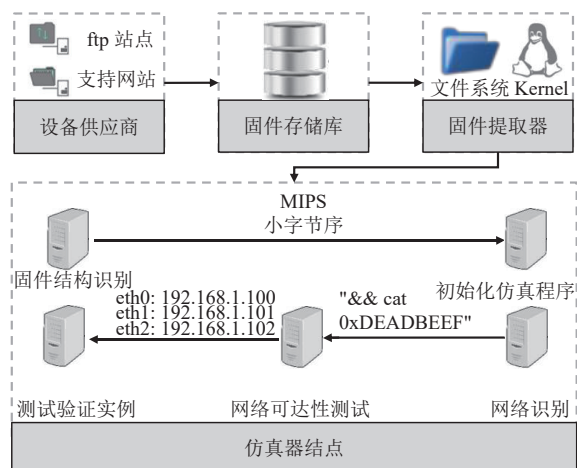 ftp 站点
支持网站
设备供应商
固件存储库
文件系统 Kernel
固件提取器
MIPS
小字节序
固件结构识别
初始化仿真程序
eth0: 192.168.1.100
eth1: 192.168.1.101
eth2: 192.168.1.102
"&& cat
0xDEADBEEF"
测试验证实例
网络可达性测试
网络识别
仿真器结点